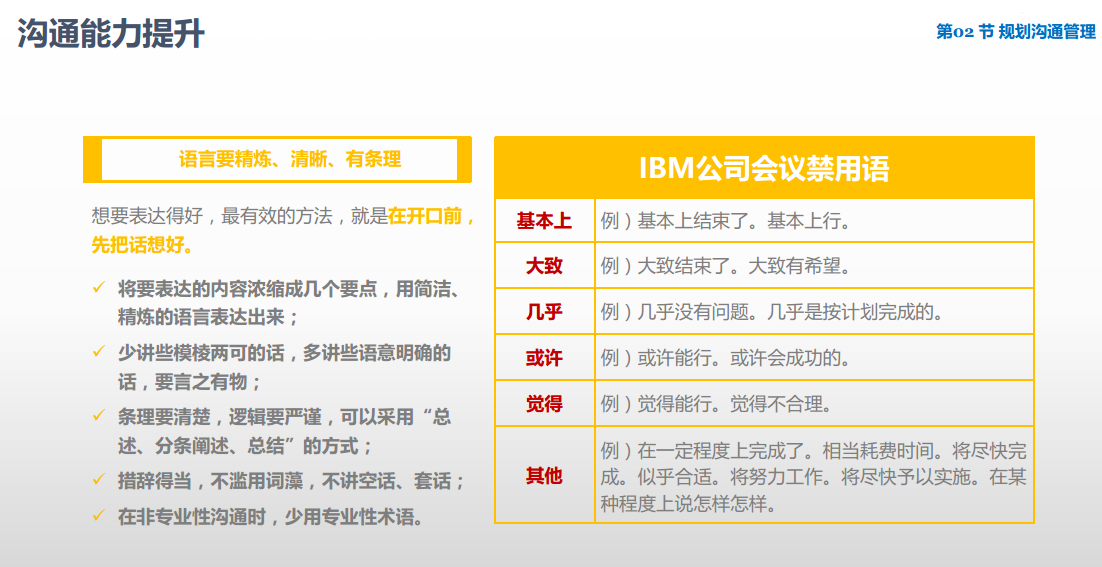 沟通能力提升
第02 节 规划沟通管理
语言要精炼、清晰、有条理
想要表达得好，最有效的方法，就是在开口前，
先把话想好。
✓ 将要表达的内容浓缩成几个要点，用简洁、
精炼的语言表达出来；
✓ 少讲些模棱两可的话，多讲些语意明确的
话，要言之有物；
✓ 条理要清楚，逻辑要严谨，可以采用“总
述、分条阐述、总结”的方式；
✓ 措辞得当，不滥用词藻，不讲空话、套话；
✓ 在非专业性沟通时，少用专业性术语。
IBM公司会议禁用语
基本上 例）基本上结束了。基本上行。
大致 例）大致结束了。大致有希望。
几乎 例）几乎没有问题。几乎是按计划完成的。
或许 例）或许能行。或许会成功的。
觉得 例）觉得能行。觉得不合理。
其他 例）在一定程度上完成了。相当耗费时间。将尽快完
成。似乎合适。将努力工作。将尽快予以实施。在某
种程度上说怎样怎样。